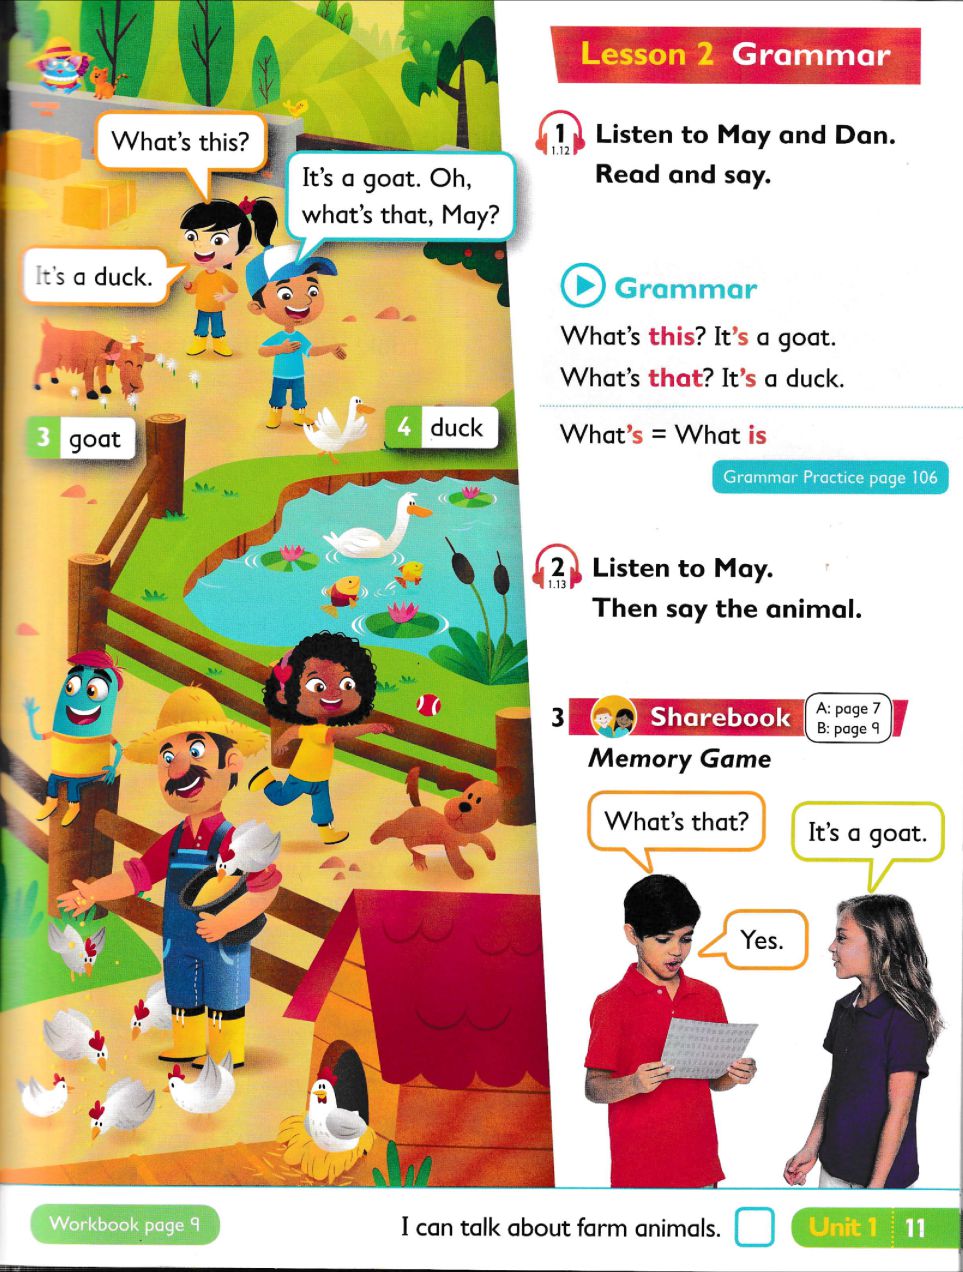 Lesson 2 Grammar
What's this?
It's a goat. Oh,
what's that, May?
It's a duck.
3 goat
4 duck
1
1.12
Listen to May and Dan.
Read and say.
Grammar
What's this? It's a goat.
What's that? It's a duck.
What's = What is
Grammar Practice page 106
2
1.13
Listen to May.
Then say the animal.
3 Sharebook
A: page 7
B: page 9
Memory Game
What's that?
It's a goat.
Yes.
Workbook page 9
I can talk about farm animals.
Unit 1 11